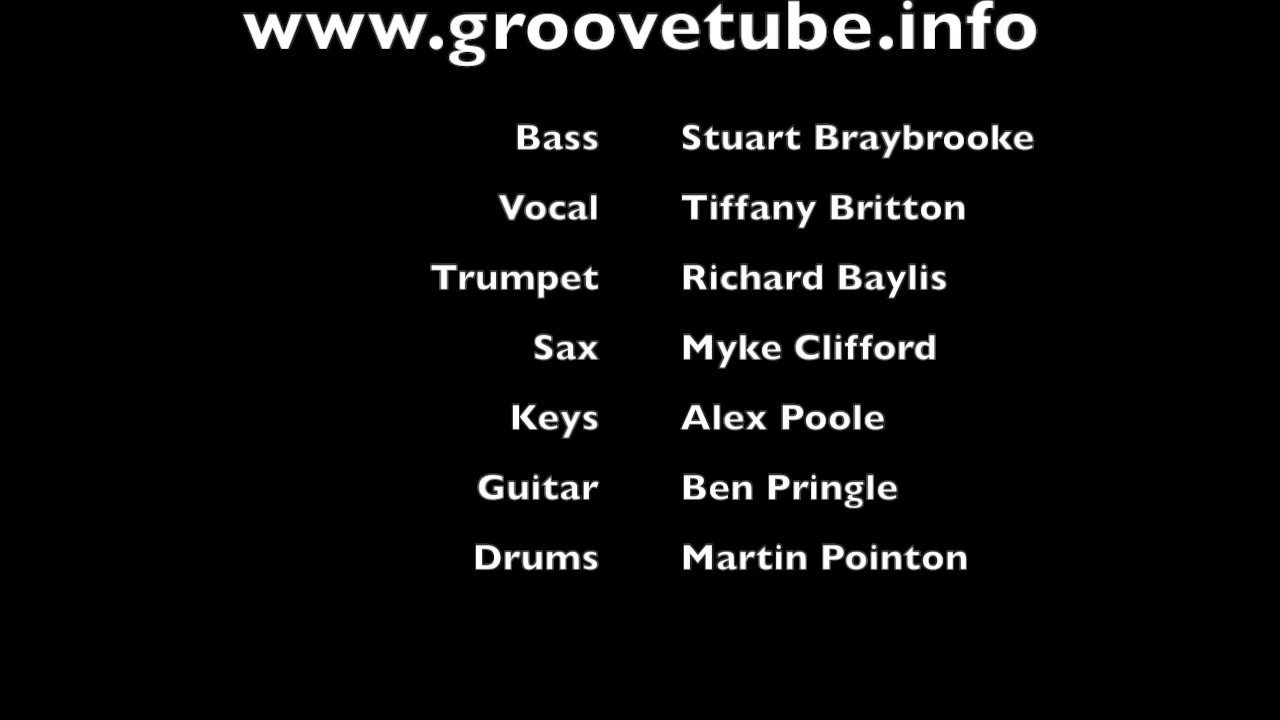 www.groovetube.info
Bass Stuart Braybrooke
Vocal Tiffany Britton
Trumpet Richard Baylis
Sax Myke Clifford
Keys Alex Poole
Guitar Ben Pringle
Drums Martin Pointon